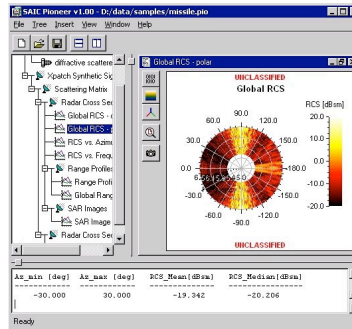 SAIC Pioneer v1.00 - D:/data/samples/missile.pio
File Tree Insert View Window Help
diffractive scattere
Xpatch Synthetic Sig
Scattering Matrix
Radar Cross Sec
Global RCS -
Global RCS - p
RCS vs. Azim
RCS vs. Frequ
Range Profiles
Range Profi
Global Rang
SAR Images
SAR Image
Radar Cross Sec
Global RCS - polar
UNCLASSIFIED
Global RCS
RCS [dBsm]
90.0
60.0
120.0
30.0
150.0
0.0
180.0
-30.0
-150.0
-60.0
-120.0
-90.0
20.0
10.0
0.0
-10.0
-20.0
UNCLASSIFIED
Az_min [deg] Az_max [deg] RCS_Mean[dBsm] RCS_Median[dBsm]
-30.000 30.000 -19.342 -20.206
Ready